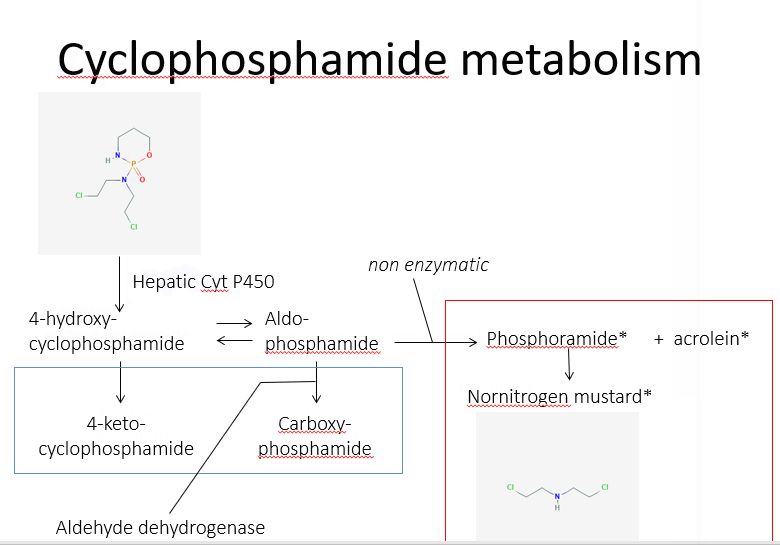 Cyclophosphamide metabolism
H N O
P
N O
Cl
Cl
Hepatic Cyt P450
non enzymatic
4-hydroxy-
cyclophosphamide
Aldo-
phosphamide
Phosphoramide* + acrolein*
Nornitrogen mustard*
4-keto-
cyclophosphamide
Carboxy-
phosphamide
Cl Cl
N
H
Aldehyde dehydrogenase